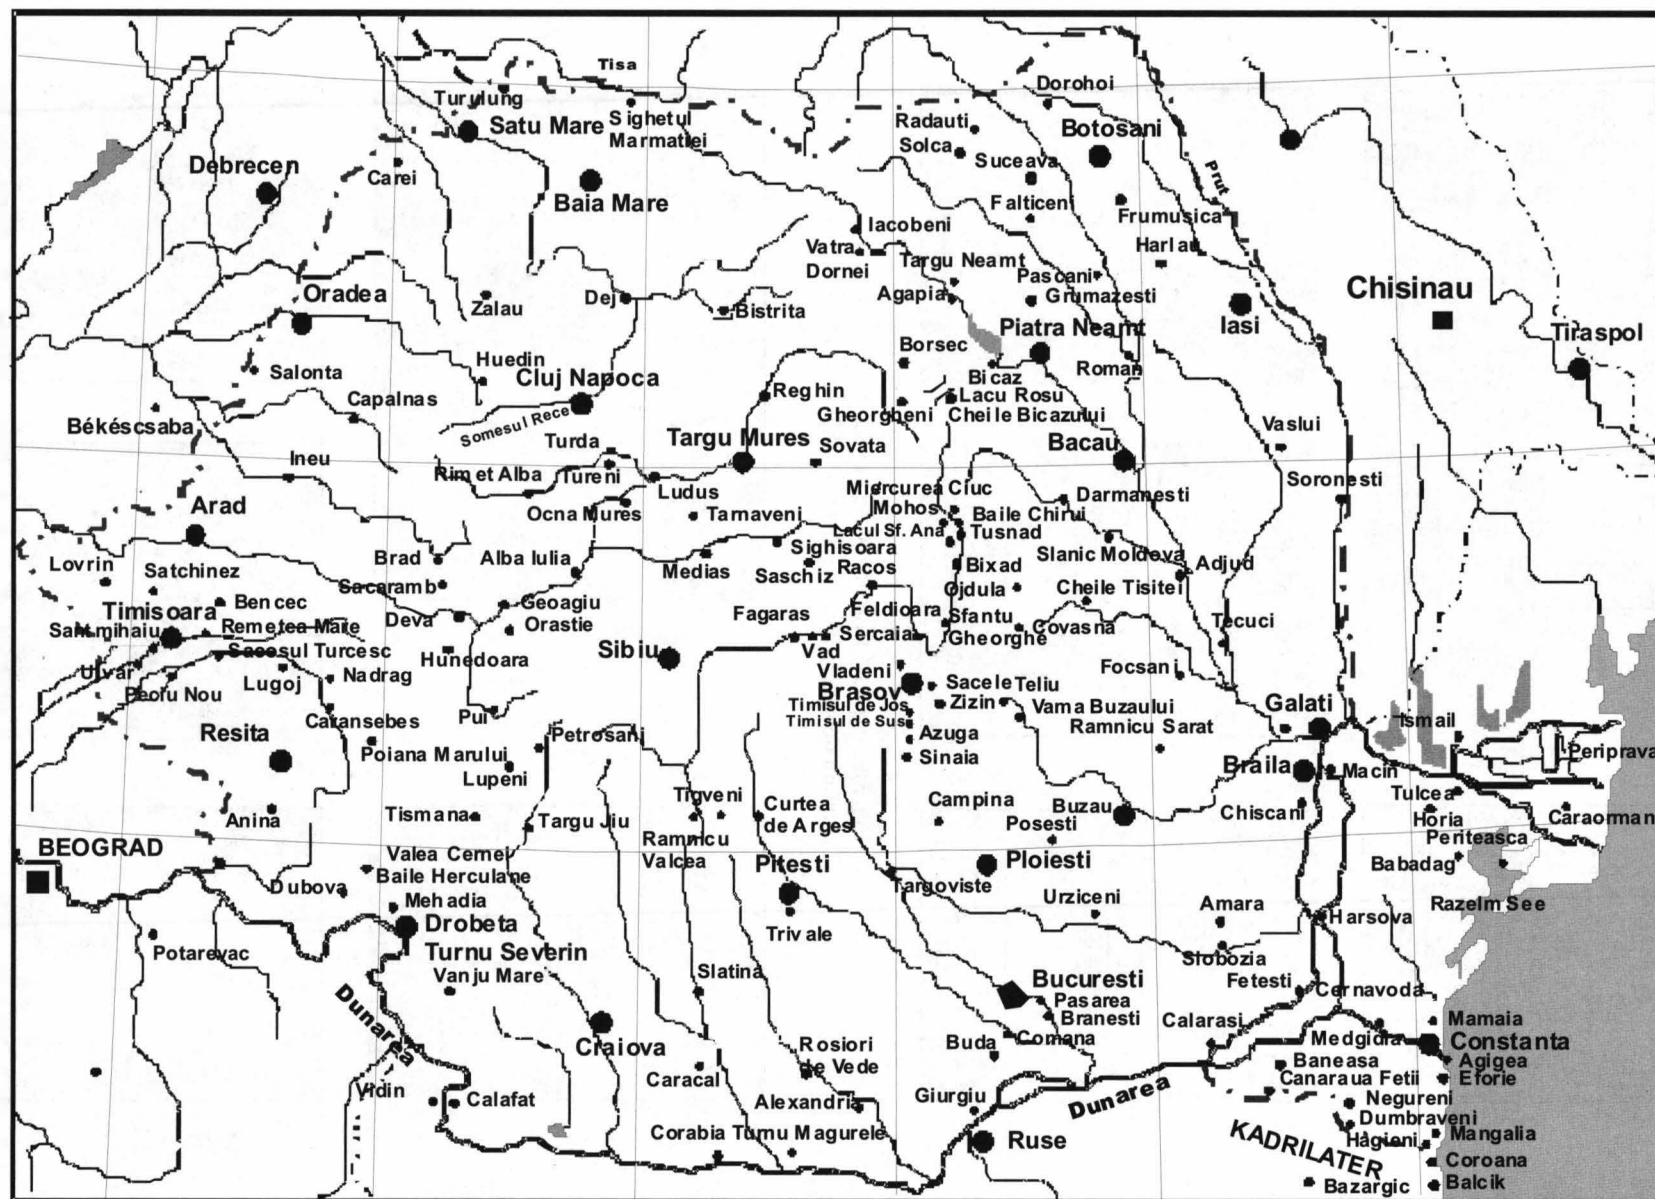 Tisa
Dorohoi
Turulung
Satu Mare
Sighetul
Marmatiei
Radauti
Solca
Botosani
Debrecen
Carei
Suceava
Prut
Baia Mare
Falticen
Frumusica
Iacobeni
Harlau
Vatra
Dornei
Targu Neamt
Pascani
Oradea
Zalau
Dej
Bistrita
Agapia
Grumazesti
Chisinau
Iasi
Piatra Neamt
Tiraspol
Borsec
Huedin
Cluj Napoca
Salonta
Bicaz
Roman
Capalnas
Reghin
Lacu Rosu
Somesul Rece
Gheorgheni
Cheile Bicazului
Békéscsaba
Turda
Targu Mures
Sovata
Bacau
Vaslui
Ineu
Rimet Alba
Tureni
Ludus
Soronesti
Miercurea Ciuc
Darmanesti
Arad
Ocna Mures
Tarnaveni
Mohos
Baile Chirui
Lacul Sf. Ana
Tusnad
Lovrin
Satchinez
Brad
Alba Iulia
Sighisoara
Slanic Moldova
Medias
Saschiz
Racos
Bixad
Adjud
Sacaramb
Ojdula
Cheile Tisitei
Timisoara
Bencec
Geoagiu
Fagaras
Feldioara
Sfantu
Gheorghe
Sanmihaiu
Remetea Mare
Deva
Orastie
Sercaia
Covasna
Tecuci
Sacosul Turcesc
Hunedoara
Sibiu
Vad
Focsani
Ulvar
Lugoj
Nadrag
Vladeni
Peciu Nou
Brasov
Sacele
Teliu
Caransebes
Pui
Timisul de Jos
Zizin
Vama Buzaului
Galati
Timisul de Sus
Ismail
Resita
Poiana Marului
Petrosani
Azuga
Ramnicu Sarat
Lupeni
Sinaia
Periprava
Braila
Macin
Tigveni
Tulcea
Anina
Tismana
Targu Jiu
Curtea
de Arges
Campina
Buzau
Chiscani
Horia
Caraorman
Ramnicu
Valcea
Posesti
Periteasca
BEOGRAD
Valea Cernei
Baile Herculane
Pitesti
Ploiesti
Babadag
Dubova
Targoviste
Mehadia
Urziceni
Amara
Razelm See
Drobeta
Turnu Severin
Trivale
Harsova
Potarevac
Vanju Mare
Slatina
Slobozia
Bucuresti
Fetesti
Cernavoda
Dunarea
Pasarea
Branesti
Calarasi
Mamaia
Craiova
Rosiori
de Vede
Buda
Comana
Medgidia
Constanta
Baneasa
Agigea
Vidin
Calafat
Caracal
Dunarea
Canaraua Fetii
Eforie
Alexandria
Giurgiu
Negureni
Dumbraveni
Corabia
Turnu Magurele
Ruse
KADRILATER
Hagieni
Mangalia
Coroana
Bazargic
Balcik